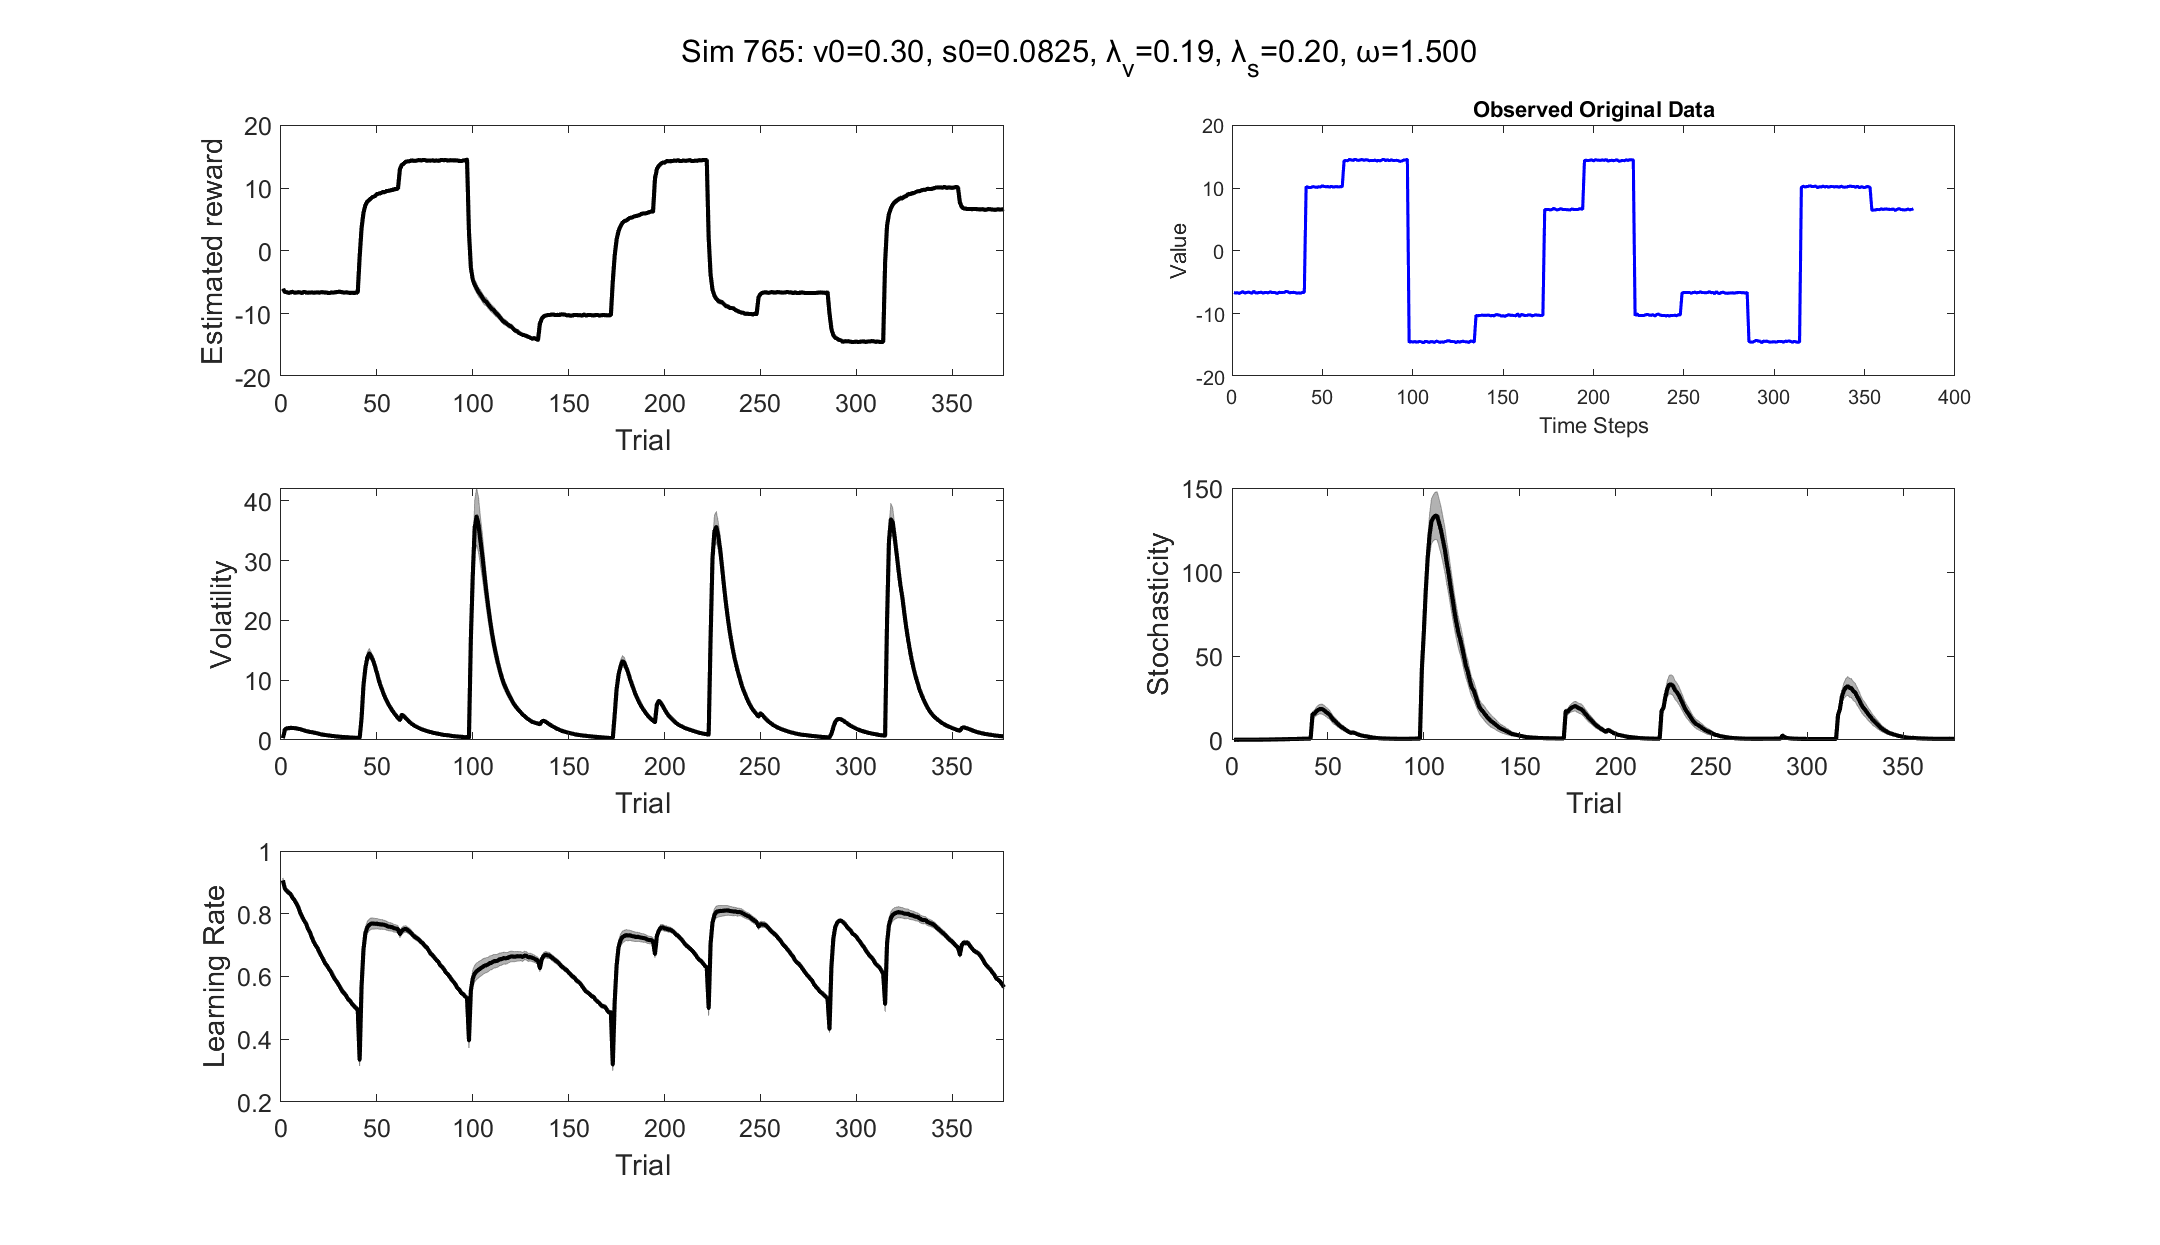 Sim 765: v0=0.30, s0=0.0825, λv=0.19, λs=0.20, ω=1.500
Estimated reward
20
10
0
-10
-20
0 50 100 150 200 250 300 350
Trial
Observed Original Data
Value
20
10
0
-10
-20
0 50 100 150 200 250 300 350 400
Time Steps
Volatility
40
30
20
10
0
0 50 100 150 200 250 300 350
Trial
Stochasticity
150
100
50
0
0 50 100 150 200 250 300 350
Trial
Learning Rate
1
0.8
0.6
0.4
0.2
0 50 100 150 200 250 300 350
Trial